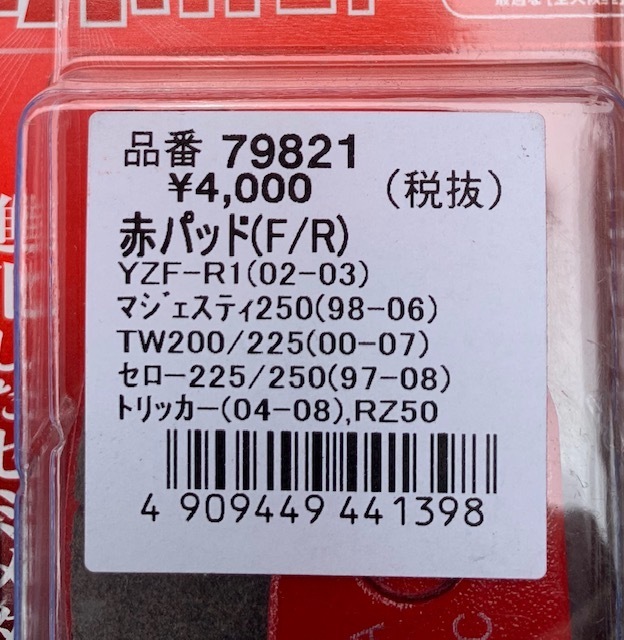 品番 79821
¥4,000 (税抜)
赤パッド(F/R)
YZF-R1(02-03)
マジェスティ250(98-06)
TW200/225(00-07)
セロー225/250(97-08)
トリッカー(04-08),RZ50
4 909449 441398